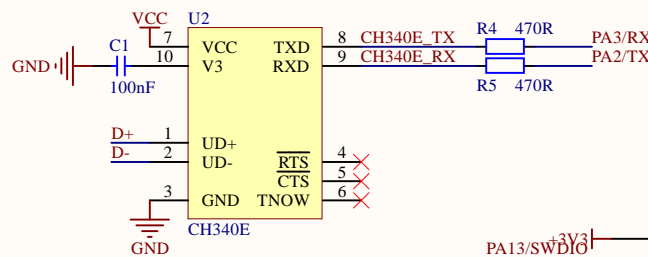 VCC
U2
C1
7
VCC
TXD
8
CH340E_TX
R4
470R
PA3/RX
GND
10
V3
RXD
9
CH340E_RX
PA2/TX
100nF
R5
470R
D+
1
UD+
D-
2
UD-
RTS
4
CTS
5
3
GND
TNOW
6
GND
CH340E
+3V3
PA13/SWDIO